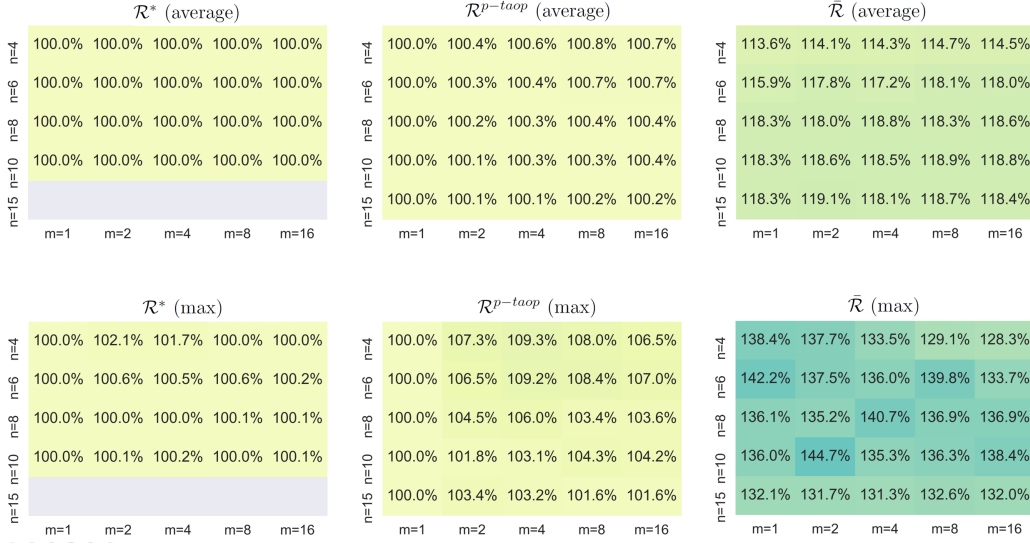 R* (average)
n=4 100.0% 100.0% 100.0% 100.0% 100.0%
n=6 100.0% 100.0% 100.0% 100.0% 100.0%
n=8 100.0% 100.0% 100.0% 100.0% 100.0%
n=10 100.0% 100.0% 100.0% 100.0% 100.0%
n=15
m=1 m=2 m=4 m=8 m=16
R^{p-taop} (average)
n=4 100.0% 100.4% 100.6% 100.8% 100.7%
n=6 100.0% 100.3% 100.4% 100.7% 100.7%
n=8 100.0% 100.2% 100.3% 100.4% 100.4%
n=10 100.0% 100.1% 100.3% 100.3% 100.4%
n=15 100.0% 100.1% 100.1% 100.2% 100.2%
m=1 m=2 m=4 m=8 m=16
R̄ (average)
n=4 113.6% 114.1% 114.3% 114.7% 114.5%
n=6 115.9% 117.8% 117.2% 118.1% 118.0%
n=8 118.3% 118.0% 118.8% 118.3% 118.6%
n=10 118.3% 118.6% 118.5% 118.9% 118.8%
n=15 118.3% 119.1% 118.1% 118.7% 118.4%
m=1 m=2 m=4 m=8 m=16
R* (max)
n=4 100.0% 102.1% 101.7% 100.0% 100.0%
n=6 100.0% 100.6% 100.5% 100.6% 100.2%
n=8 100.0% 100.0% 100.0% 100.1% 100.1%
n=10 100.0% 100.1% 100.2% 100.0% 100.1%
n=15
m=1 m=2 m=4 m=8 m=16
R^{p-taop} (max)
n=4 100.0% 107.3% 109.3% 108.0% 106.5%
n=6 100.0% 106.5% 109.2% 108.4% 107.0%
n=8 100.0% 104.5% 106.0% 103.4% 103.6%
n=10 100.0% 101.8% 103.1% 104.3% 104.2%
n=15 100.0% 103.4% 103.2% 101.6% 101.6%
m=1 m=2 m=4 m=8 m=16
R̄ (max)
n=4 138.4% 137.7% 133.5% 129.1% 128.3%
n=6 142.2% 137.5% 136.0% 139.8% 133.7%
n=8 136.1% 135.2% 140.7% 136.9% 136.9%
n=10 136.0% 144.7% 135.3% 136.3% 138.4%
n=15 132.1% 131.7% 131.3% 132.6% 132.0%
m=1 m=2 m=4 m=8 m=16